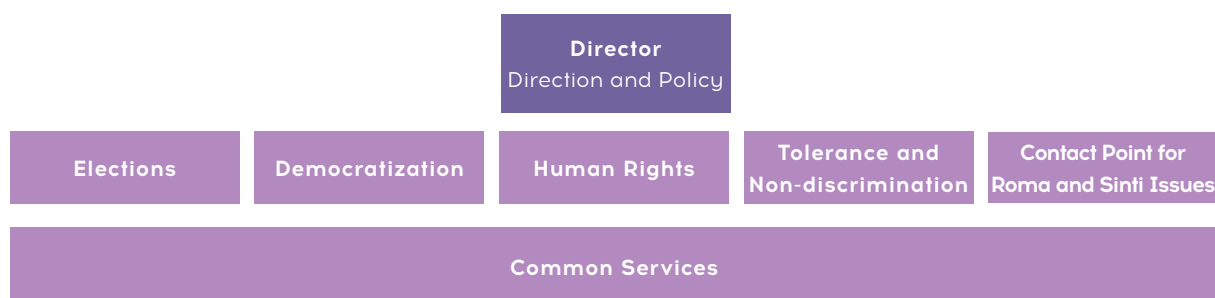 Director
Direction and Policy
Elections
Democratization
Human Rights
Tolerance and
Non-discrimination
Contact Point for
Roma and Sinti Issues
Common Services